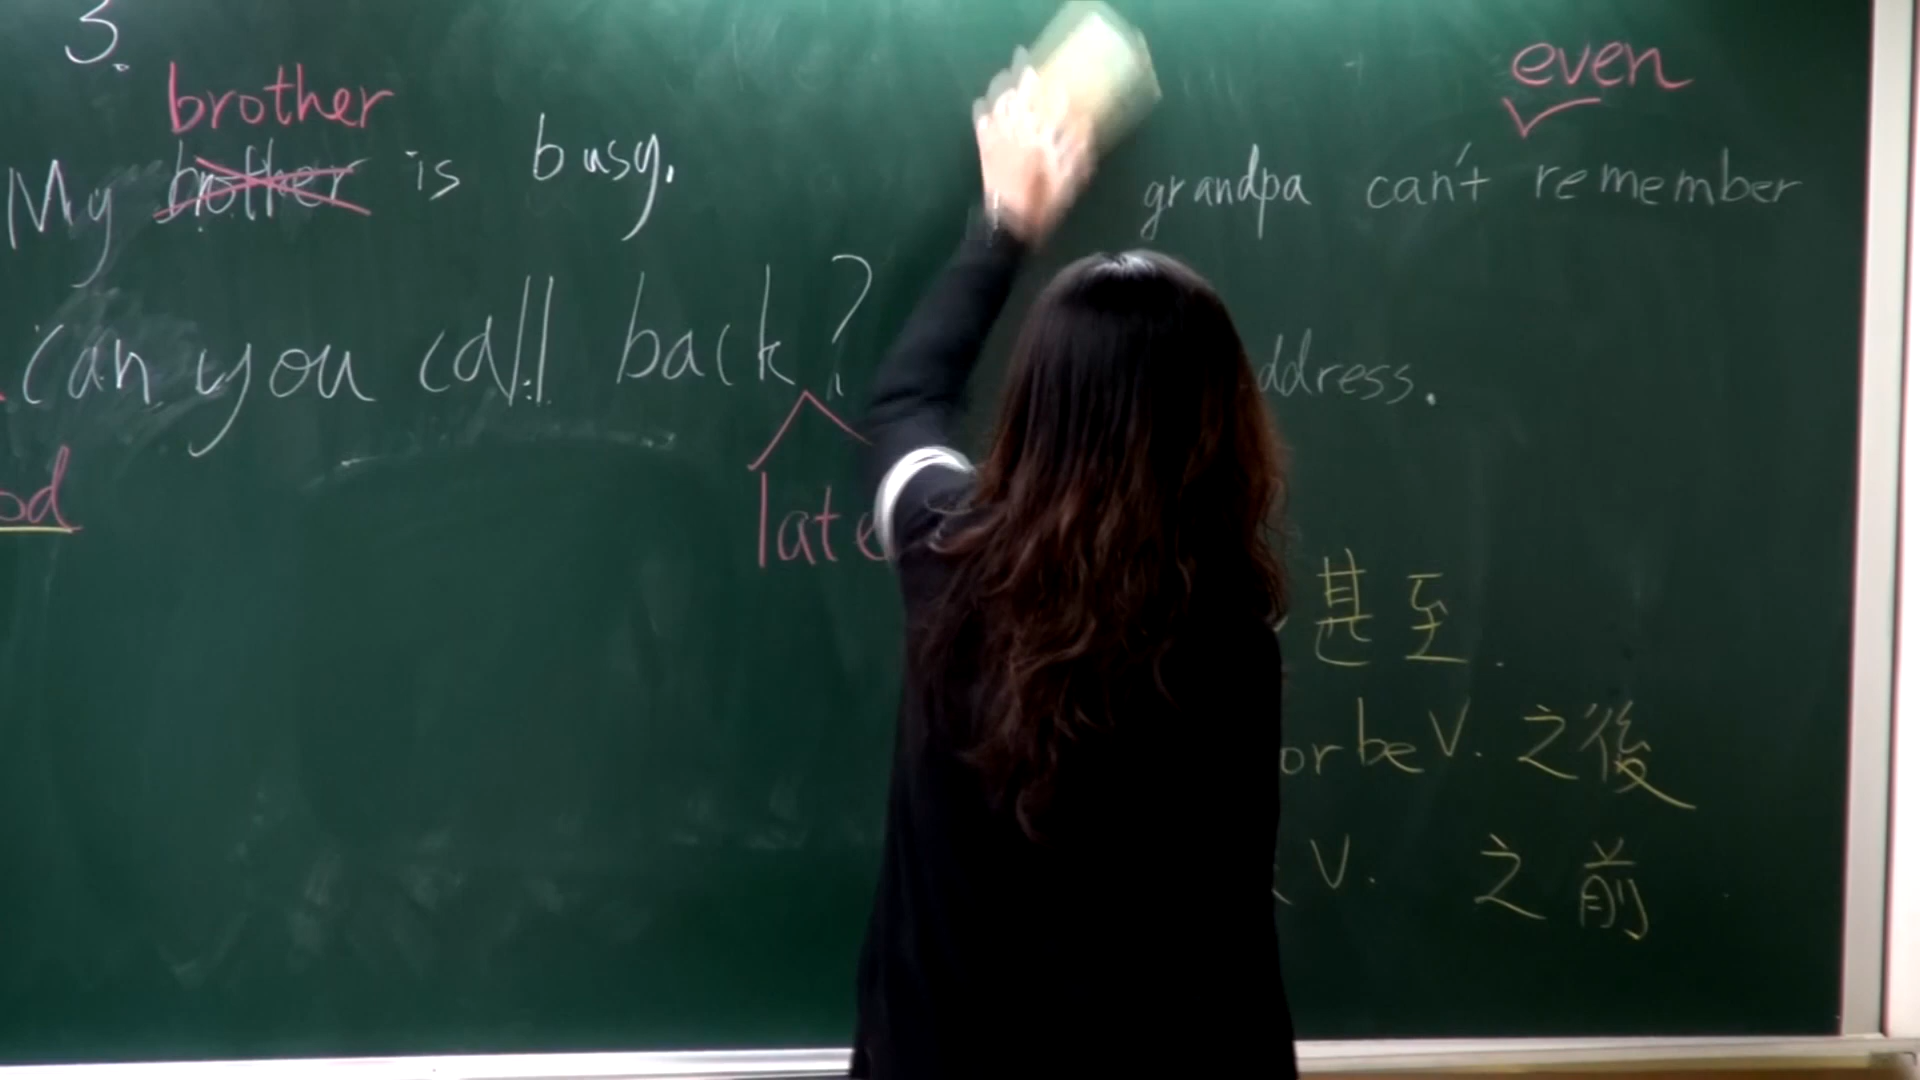 3.
brother
My brother is busy.
can you call back?
late
od
even
grandpa can't remember
ddress.
甚至.
or be V. 之後
V. 之前